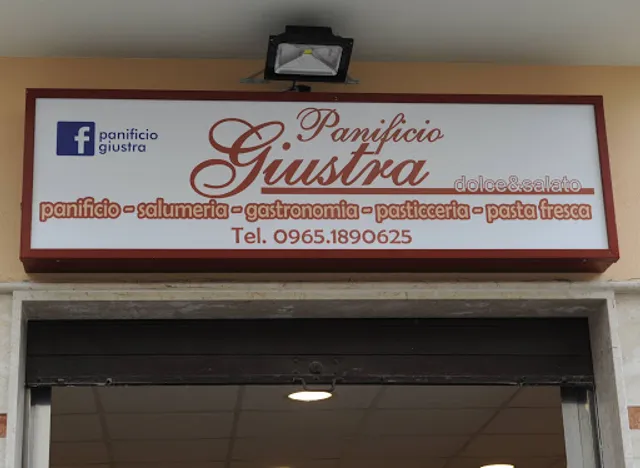 f panificio
giustra
Panificio
Giustra
dolce&salato
panificio - salumeria - gastronomia - pasticceria - pasta fresca
Tel. 0965.1890625